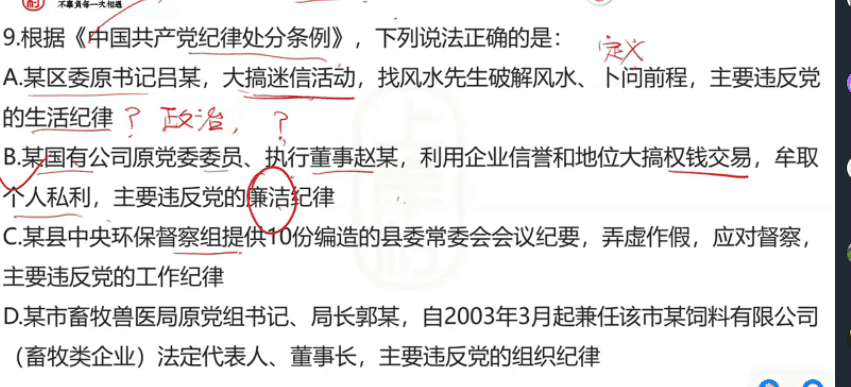 不辜负每一次相遇
9.根据《中国共产党纪律处分条例》，下列说法正确的是：
定义
A.某区委原书记吕某，大搞迷信活动，找风水先生破解风水、卜问前程，主要违反党
的生活纪律 ？ 政治， ？
B.某国有公司原党委委员、执行董事赵某，利用企业信誉和地位大搞权钱交易，牟取
个人私利，主要违反党的廉洁纪律
C.某县中央环保督察组提供10份编造的县委常委会会议纪要，弄虚作假，应对督察，
主要违反党的工作纪律
D.某市畜牧兽医局原党组书记、局长郭某，自2003年3月起兼任该市某饲料有限公司
（畜牧类企业）法定代表人、董事长，主要违反党的组织纪律